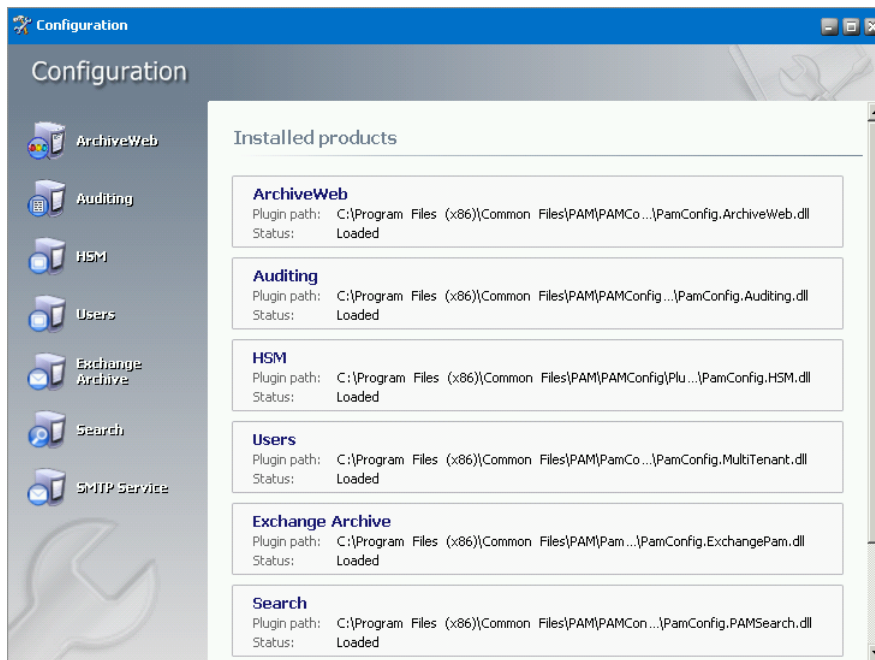 Configuration
Configuration
ArchiveWeb
Auditing
HSM
Users
Exchange
Archive
Search
SMTP Service
Installed products
ArchiveWeb
Plugin path: C:\Program Files (x86)\Common Files\PAM\PAMCo...\PamConfig.ArchiveWeb.dll
Status: Loaded
Auditing
Plugin path: C:\Program Files (x86)\Common Files\PAM\PAMConfig...\PamConfig.Auditing.dll
Status: Loaded
HSM
Plugin path: C:\Program Files (x86)\Common Files\PAM\PAMConfig\Plu...\PamConfig.HSM.dll
Status: Loaded
Users
Plugin path: C:\Program Files (x86)\Common Files\PAM\PamCo...\PamConfig.MultiTenant.dll
Status: Loaded
Exchange Archive
Plugin path: C:\Program Files (x86)\Common Files\PAM\Pam...\PamConfig.ExchangePam.dll
Status: Loaded
Search
Plugin path: C:\Program Files (x86)\Common Files\PAM\PAMCon...\PamConfig.PAMSearch.dll
Status: Loaded